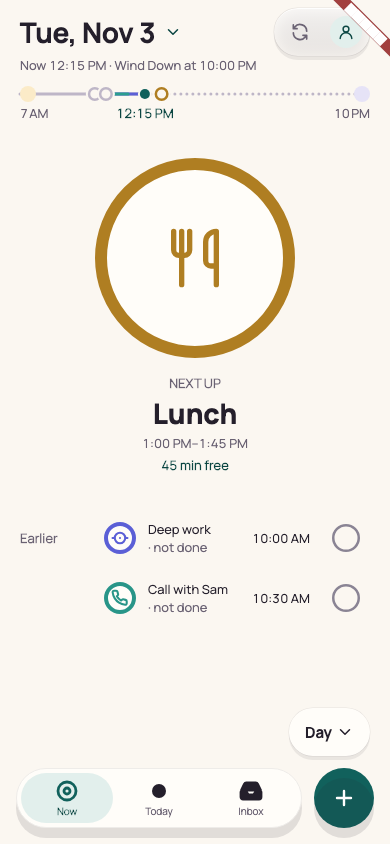 Tue, Nov 3
Now 12:15 PM · Wind Down at 10:00 PM
7 AM
12:15 PM
10 PM
NEXT UP
Lunch
1:00 PM–1:45 PM
45 min free
Earlier
Deep work
· not done
10:00 AM
Call with Sam
· not done
10:30 AM
Day
Now
Today
Inbox